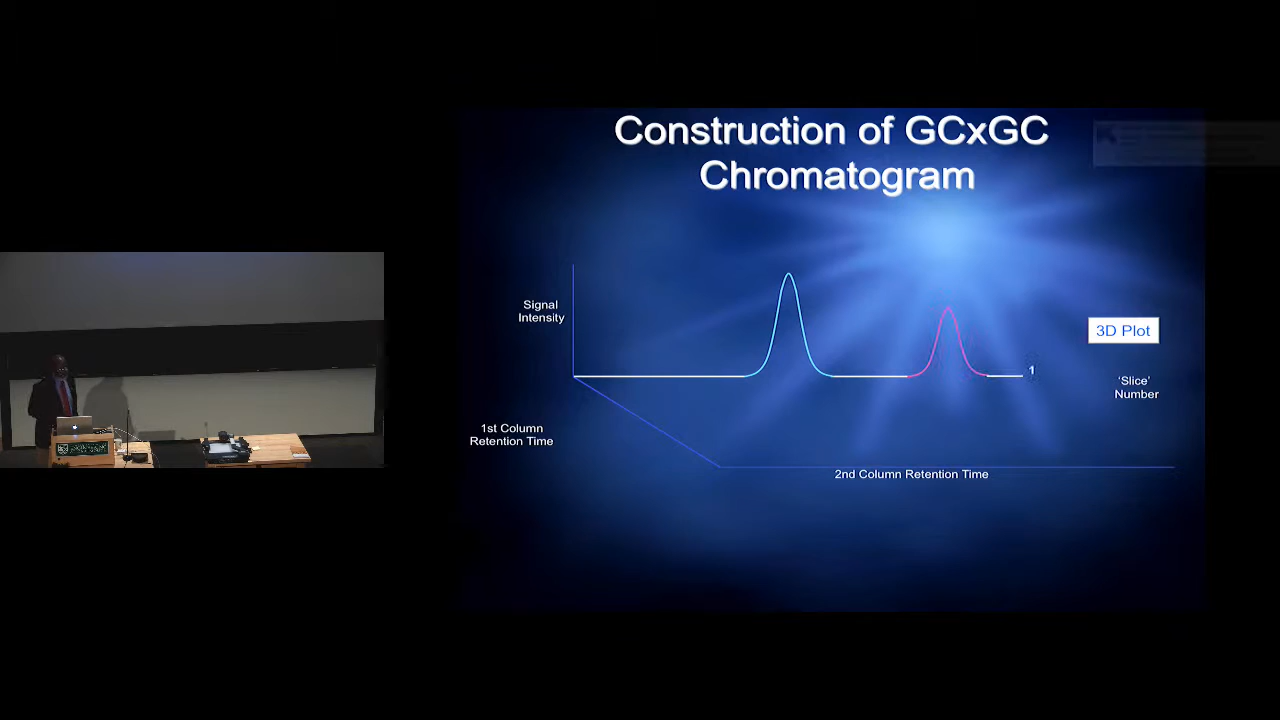 Construction of GCxGC
Chromatogram
Signal
Intensity
3D Plot
1
'Slice'
Number
1st Column
Retention Time
2nd Column Retention Time